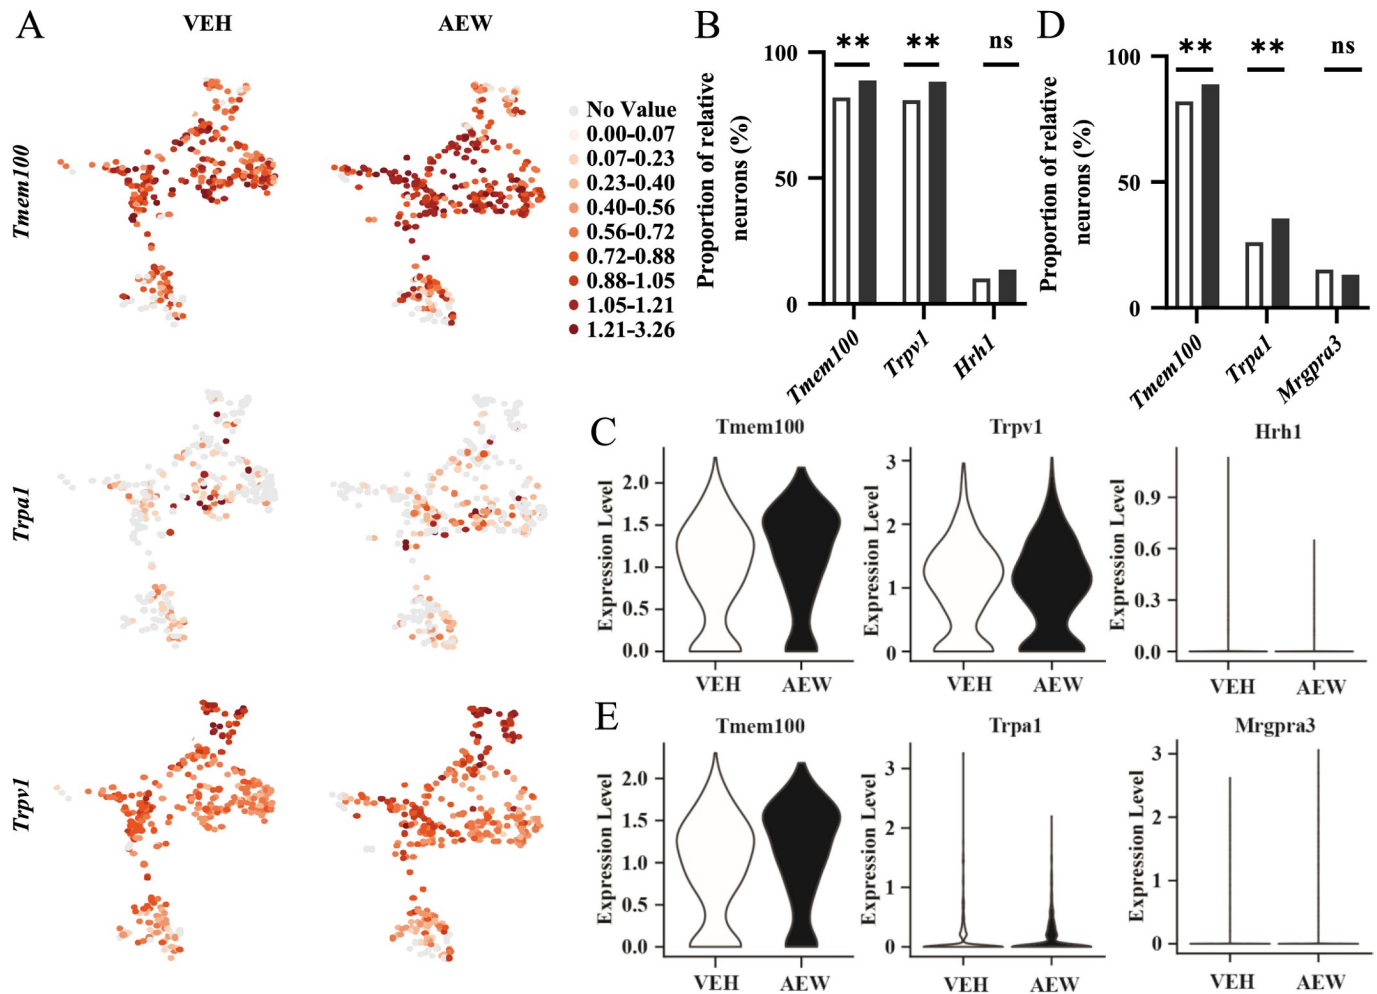 A
VEH
AEW
Tmem100
Trpa1
Trpv1
No Value
0.00-0.07
0.07-0.23
0.23-0.40
0.40-0.56
0.56-0.72
0.72-0.88
0.88-1.05
1.05-1.21
1.21-3.26
B
Proportion of relative
neurons (%)
100
50
0
**
**
ns
Tmem100
Trpv1
Hrh1
D
Proportion of relative
neurons (%)
100
50
0
**
**
ns
Tmem100
Trpa1
Mrgpra3
C
Tmem100
Expression Level
2.0
1.5
1.0
0.5
0.0
VEH
AEW
Trpv1
Expression Level
3
2
1
0
VEH
AEW
Hrh1
Expression Level
0.9
0.6
0.3
0.0
VEH
AEW
E
Tmem100
Expression Level
2.0
1.5
1.0
0.5
0.0
VEH
AEW
Trpa1
Expression Level
3
2
1
0
VEH
AEW
Mrgpra3
Expression Level
3
2
1
0
VEH
AEW